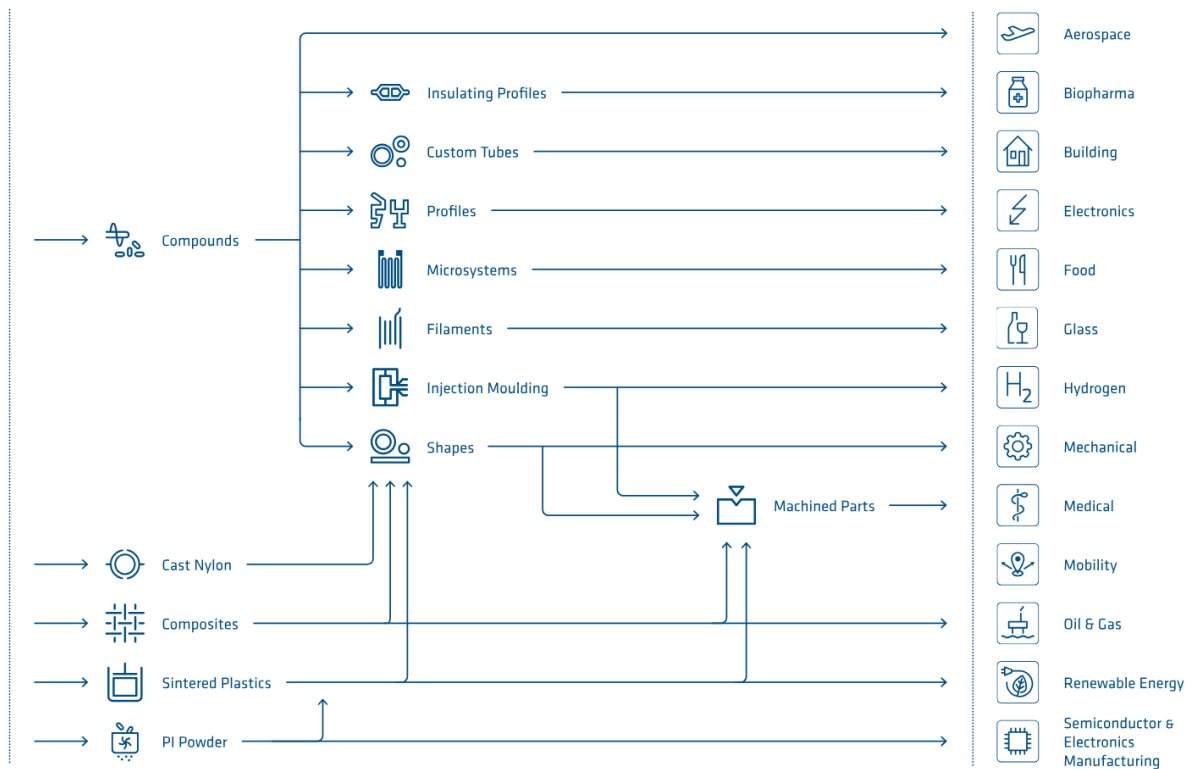 Aerospace
Insulating Profiles
Biopharma
Custom Tubes
Building
Profiles
Electronics
Compounds
Microsystems
Food
Filaments
Glass
Injection Moulding
H2
Hydrogen
Shapes
Mechanical
Machined Parts
Medical
Cast Nylon
Mobility
Composites
Oil & Gas
Sintered Plastics
Renewable Energy
PI Powder
Semiconductor &
Electronics
Manufacturing